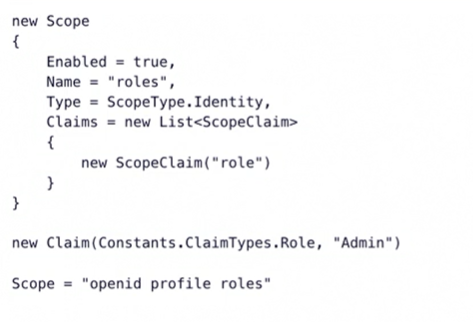 new Scope
{
    Enabled = true,
    Name = "roles",
    Type = ScopeType.Identity,
    Claims = new List<ScopeClaim>
    {
        new ScopeClaim("role")
    }
}

new Claim(Constants.ClaimTypes.Role, "Admin")

Scope = "openid profile roles"